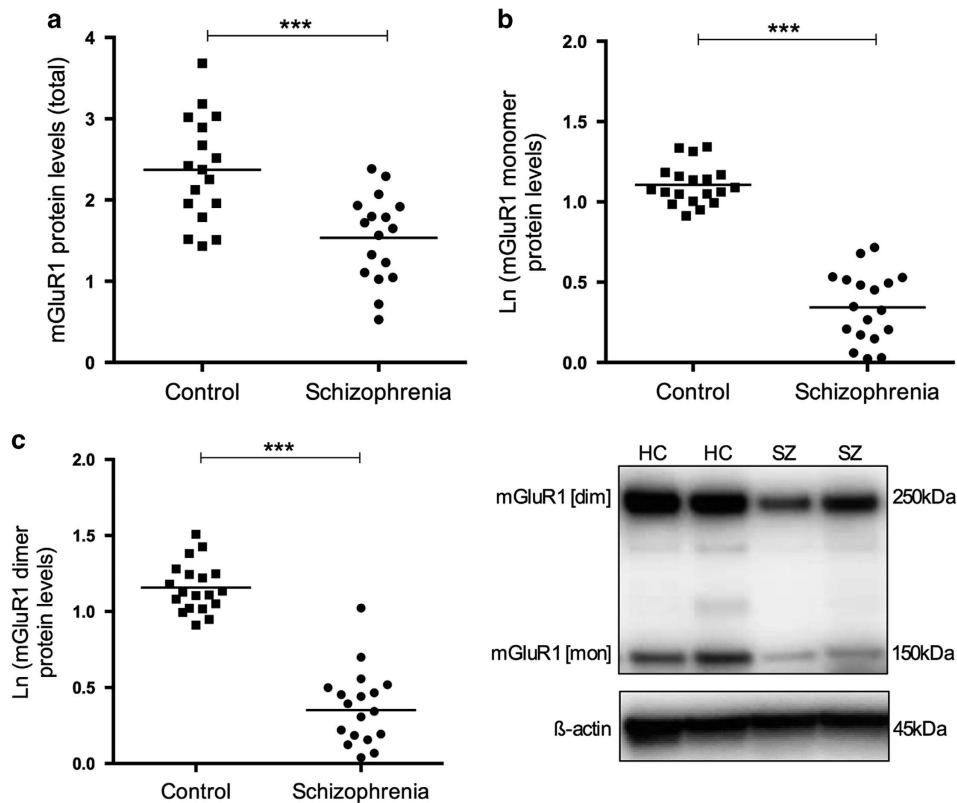 a
***
mGluR1 protein levels (total)
4
3
2
1
0
Control
Schizophrenia
b
***
Ln (mGluR1 monomer
protein levels)
2.0
1.5
1.0
0.5
0.0
Control
Schizophrenia
c
***
Ln (mGluR1 dimer
protein levels)
2.0
1.5
1.0
0.5
0.0
Control
Schizophrenia
HC HC SZ SZ
mGluR1 [dim] 250kDa
mGluR1 [mon] 150kDa
ß-actin 45kDa